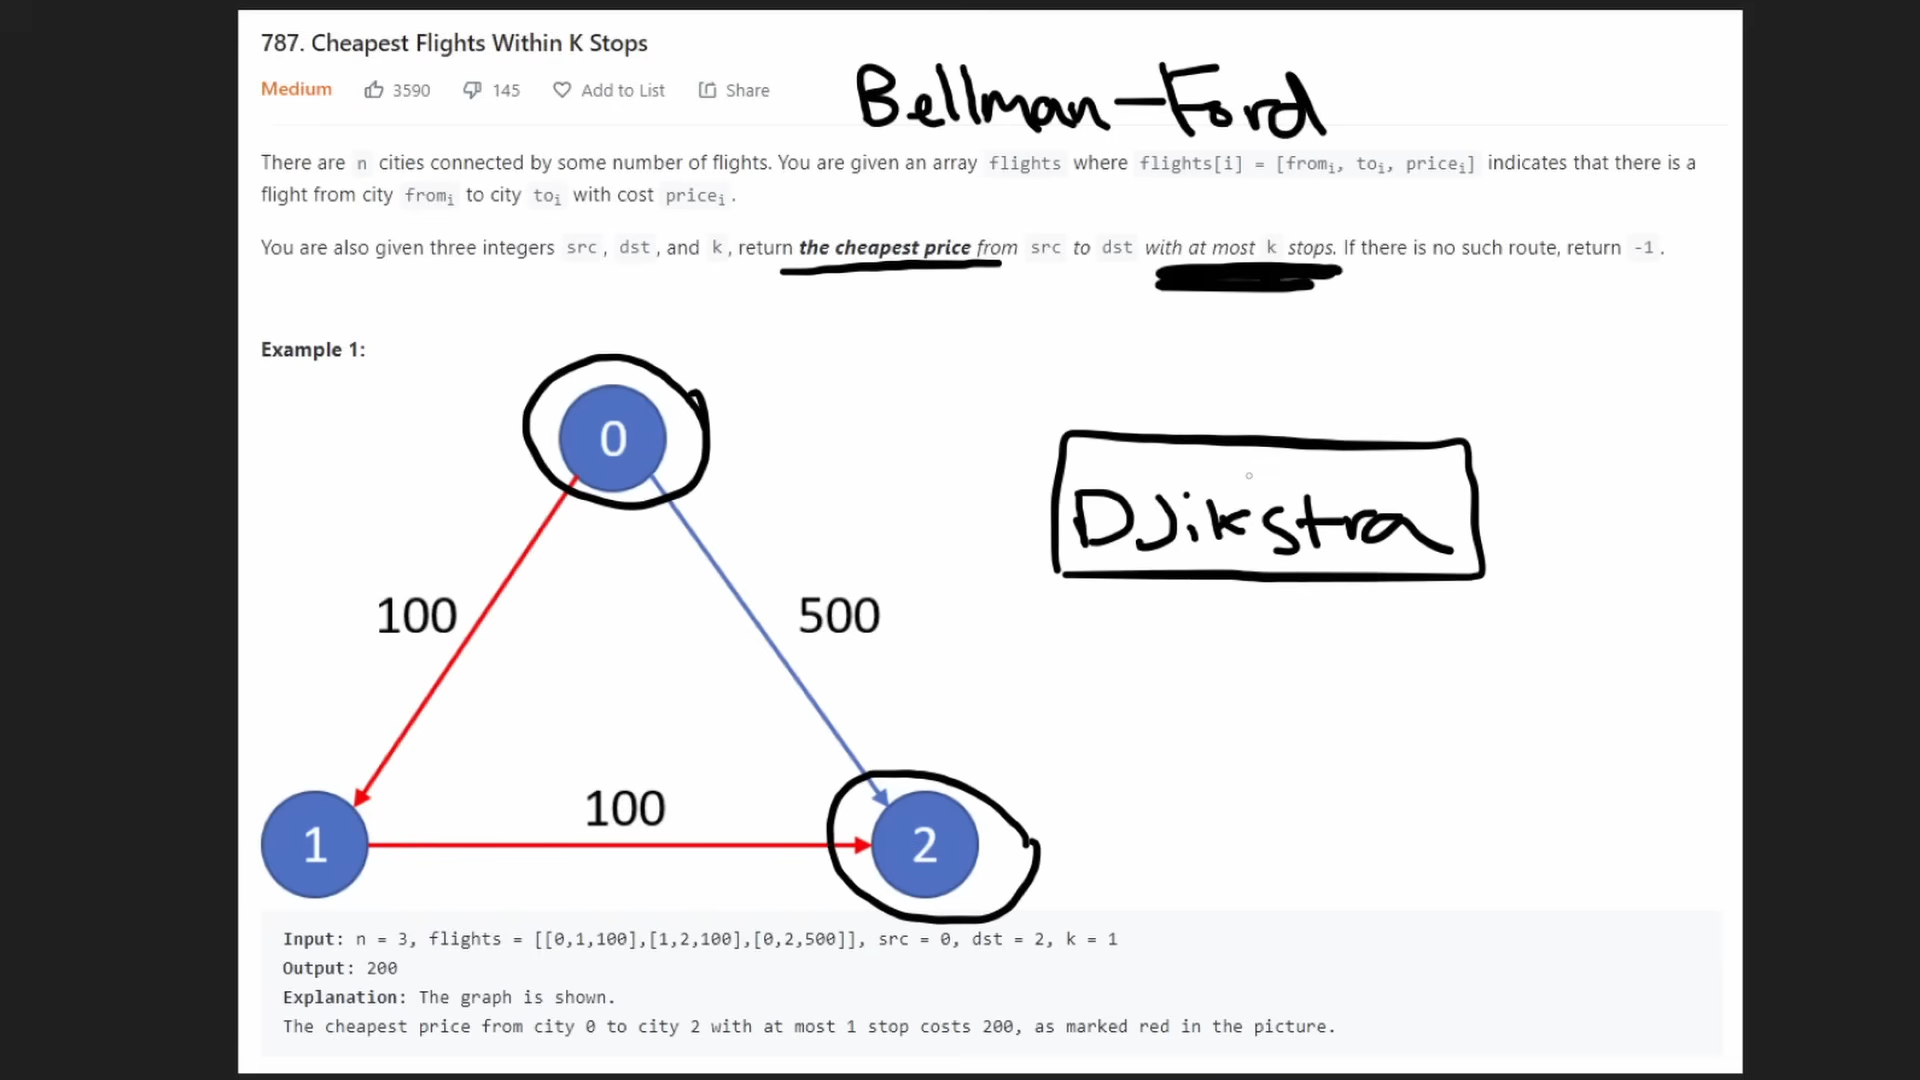 787. Cheapest Flights Within K Stops
Medium 3590 145 Add to List Share
Bellman-Ford
There are n cities connected by some number of flights. You are given an array flights where flights[i] = [fromᵢ, toᵢ, priceᵢ] indicates that there is a
flight from city fromᵢ to city toᵢ with cost priceᵢ.
You are also given three integers src, dst, and k, return the cheapest price from src to dst with at most k stops. If there is no such route, return -1.
Example 1:
0
Djikstra
100
500
100
1
2
Input: n = 3, flights = [[0,1,100],[1,2,100],[0,2,500]], src = 0, dst = 2, k = 1
Output: 200
Explanation: The graph is shown.
The cheapest price from city 0 to city 2 with at most 1 stop costs 200, as marked red in the picture.